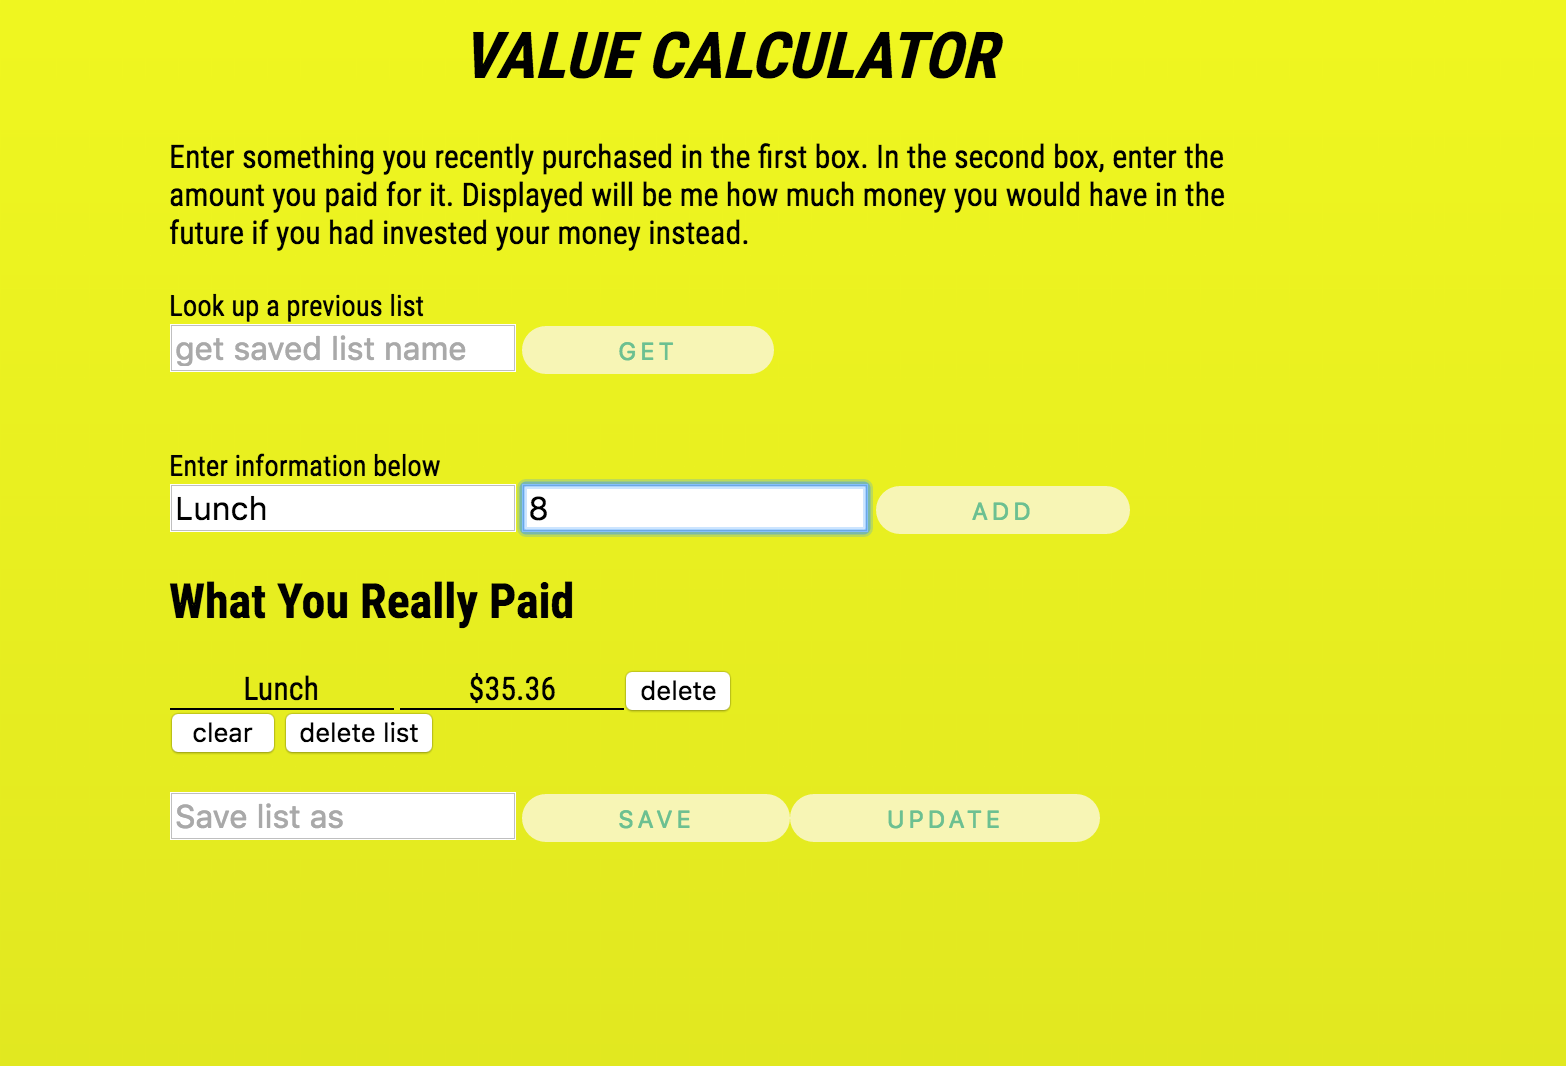 VALUE CALCULATOR
Enter something you recently purchased in the first box. In the second box, enter the
amount you paid for it. Displayed will be me how much money you would have in the
future if you had invested your money instead.
Look up a previous list
get saved list name GET
Enter information below
Lunch 8 ADD
What You Really Paid
Lunch $35.36 delete
clear delete list
Save list as SAVE UPDATE